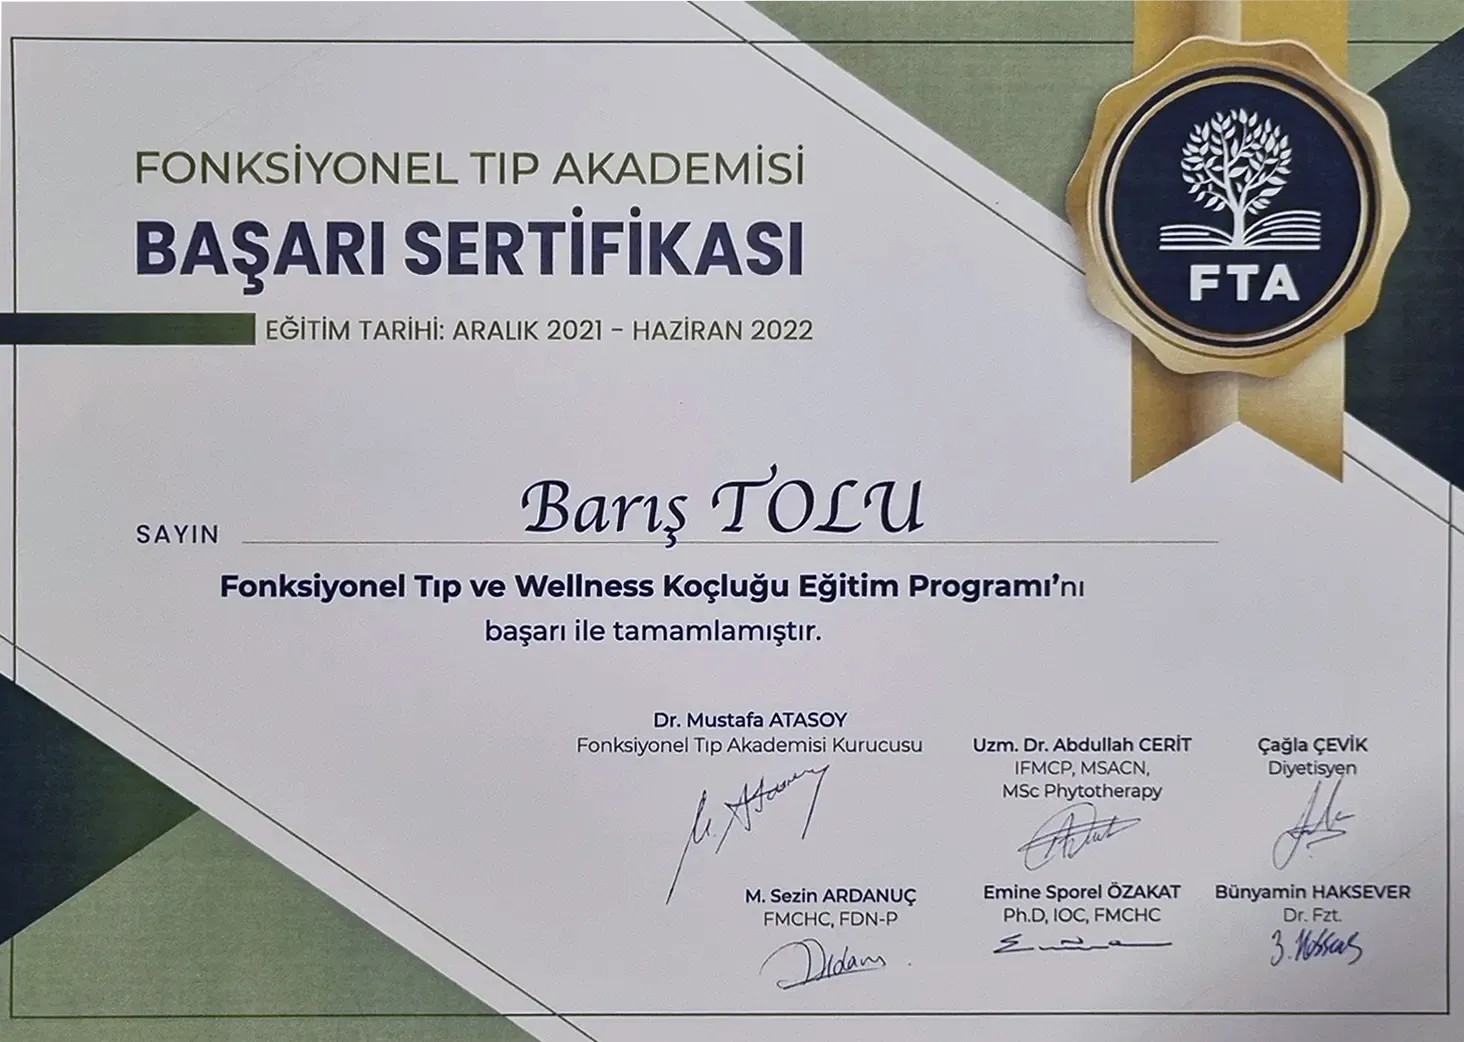 FONKSİYONEL TIP AKADEMİSİ
BAŞARI SERTİFİKASI
EĞİTİM TARİHİ: ARALIK 2021 - HAZİRAN 2022
FTA
SAYIN Barış TOLU
Fonksiyonel Tıp ve Wellness Koçluğu Eğitim Programı'nı
başarı ile tamamlamıştır.
Dr. Mustafa ATASOY
Fonksiyonel Tıp Akademisi Kurucusu
Uzm. Dr. Abdullah CERİT
IFMCP, MSACN,
MSc Phytotherapy
Çağla ÇEVİK
Diyetisyen
M. Sezin ARDANUÇ
FMCHC, FDN-P
Emine Sporel ÖZAKAT
Ph.D, IOC, FMCHC
Bünyamin HAKSEVER
Dr. Fzt.